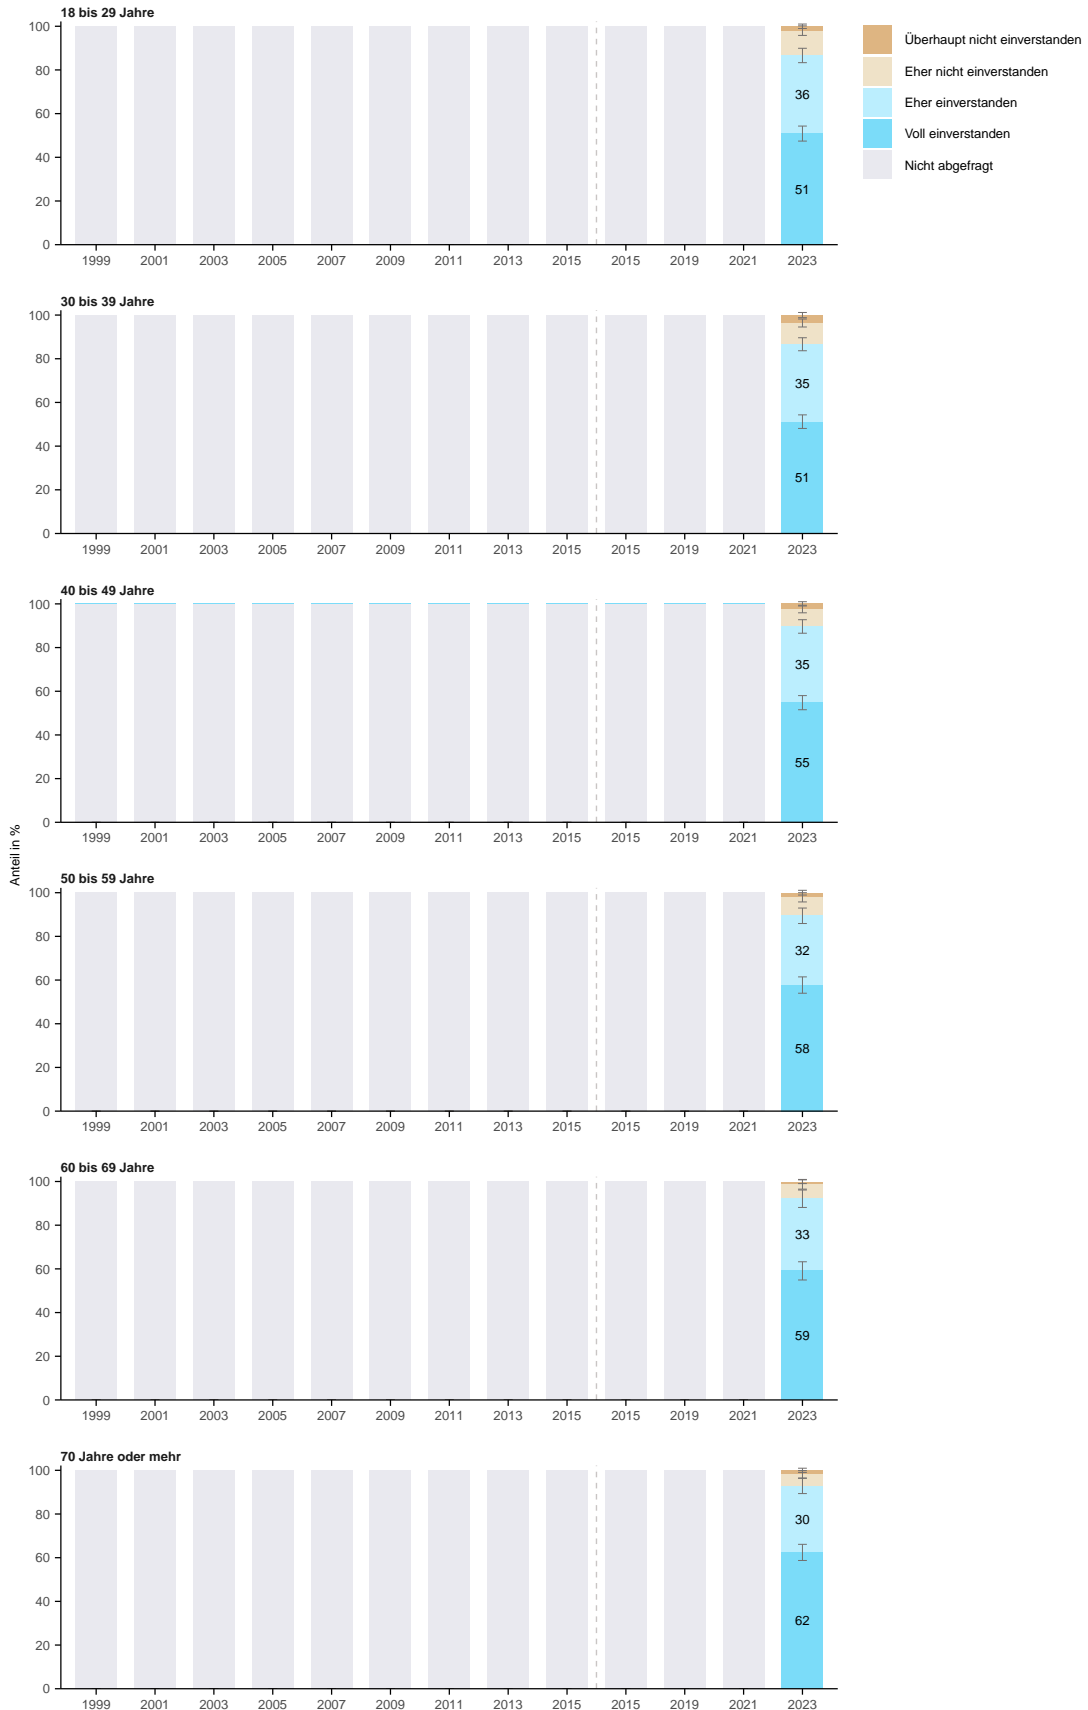 18 bis 29 Jahre
100
80
60
40
20
0
36
51
1999 2001 2003 2005 2007 2009 2011 2013 2015 2015 2019 2021 2023
Überhaupt nicht einverstanden
Eher nicht einverstanden
Eher einverstanden
Voll einverstanden
Nicht abgefragt
30 bis 39 Jahre
100
80
60
40
20
0
35
51
1999 2001 2003 2005 2007 2009 2011 2013 2015 2015 2019 2021 2023
40 bis 49 Jahre
100
80
60
40
20
0
35
55
1999 2001 2003 2005 2007 2009 2011 2013 2015 2015 2019 2021 2023
Anteil in %
50 bis 59 Jahre
100
80
60
40
20
0
32
58
1999 2001 2003 2005 2007 2009 2011 2013 2015 2015 2019 2021 2023
60 bis 69 Jahre
100
80
60
40
20
0
33
59
1999 2001 2003 2005 2007 2009 2011 2013 2015 2015 2019 2021 2023
70 Jahre oder mehr
100
80
60
40
20
0
30
62
1999 2001 2003 2005 2007 2009 2011 2013 2015 2015 2019 2021 2023